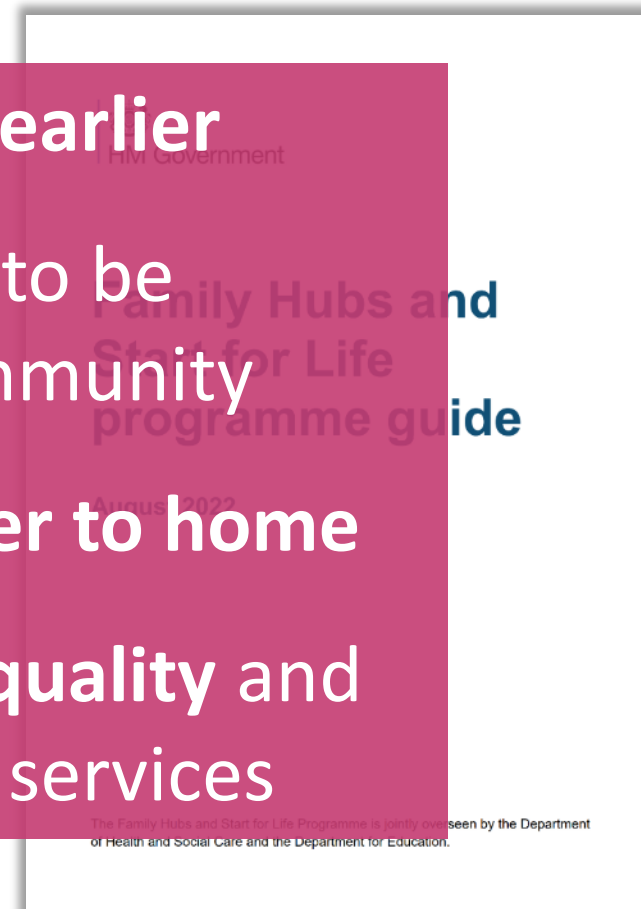 earlier
HM Government
to be
Family Hubs and
mmunity
Start for Life
programme guide
August 2022
er to home
quality and
services
The Family Hubs and Start for Life Programme is jointly overseen by the Department
of Health and Social Care and the Department for Education.